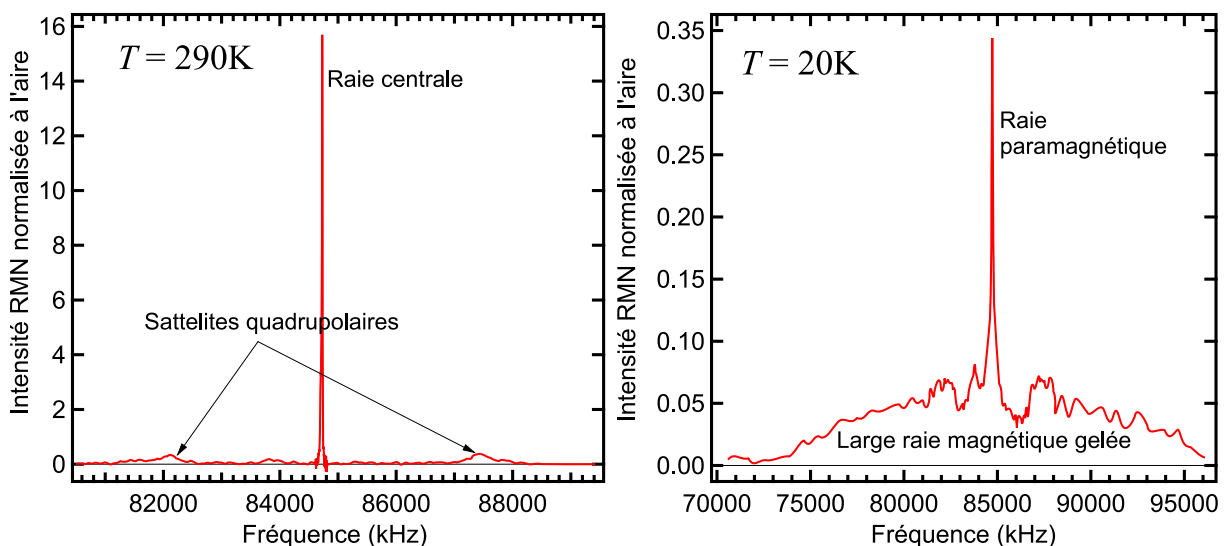 Intensité RMN normalisée à l'aire
16
14
12
10
8
6
4
2
0
T = 290K
Raie centrale
Sattelites quadrupolaires
82000 84000 86000 88000
Fréquence (kHz)
Intensité RMN normalisée à l'aire
0.35
0.30
0.25
0.20
0.15
0.10
0.05
0.00
T = 20K
Raie
paramagnétique
Large raie magnétique gelée
70000 75000 80000 85000 90000 95000
Fréquence (kHz)